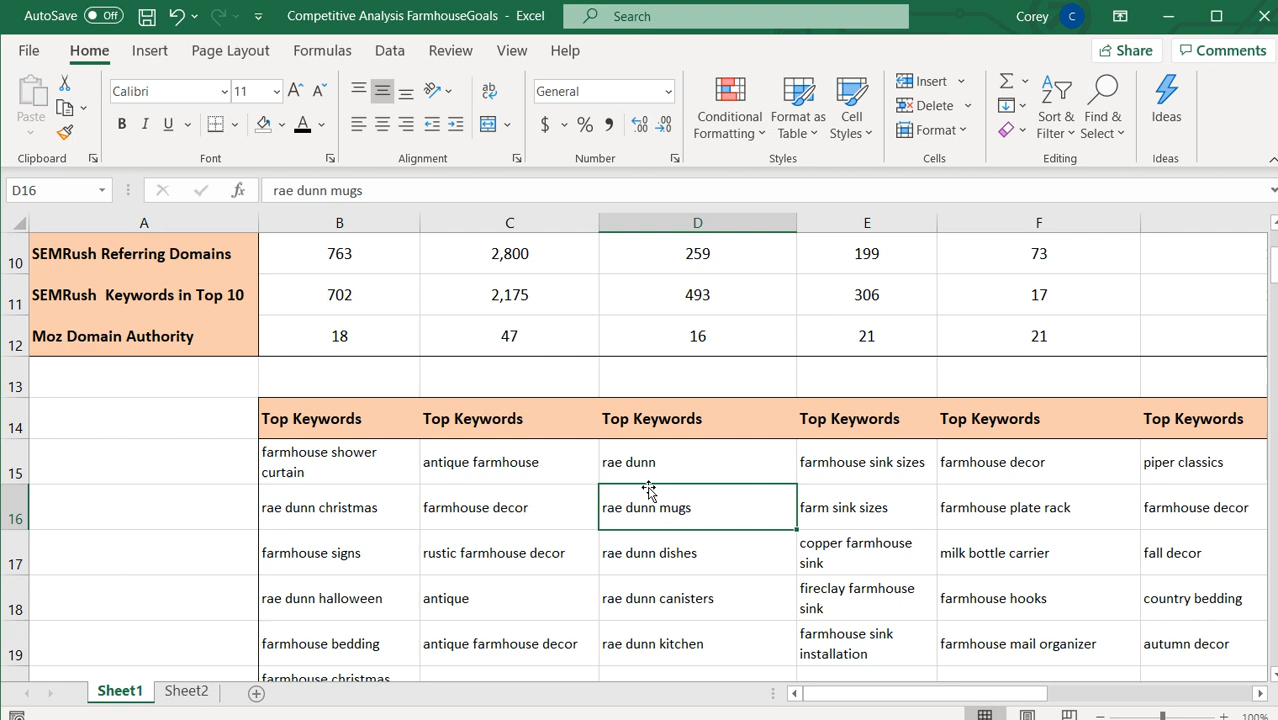 AutoSave Off Competitive Analysis FarmhouseGoals - Excel Search Corey C
File Home Insert Page Layout Formulas Data Review View Help Share Comments
Paste Calibri 11 B I U A ab General $ % Conditional Formatting Format as Table Cell Styles Insert Delete Format Sort & Filter Find & Select Ideas
Clipboard Font Alignment Number Styles Cells Editing Ideas
D16 fx rae dunn mugs
A B C D E F
10 SEMRush Referring Domains 763 2,800 259 199 73
11 SEMRush Keywords in Top 10 702 2,175 493 306 17
12 Moz Domain Authority 18 47 16 21 21
13
14 Top Keywords Top Keywords Top Keywords Top Keywords Top Keywords Top Keywords
15 farmhouse shower curtain antique farmhouse rae dunn farmhouse sink sizes farmhouse decor piper classics
16 rae dunn christmas farmhouse decor rae dunn mugs farm sink sizes farmhouse plate rack farmhouse decor
17 farmhouse signs rustic farmhouse decor rae dunn dishes copper farmhouse sink milk bottle carrier fall decor
18 rae dunn halloween antique rae dunn canisters fireclay farmhouse sink farmhouse hooks country bedding
19 farmhouse bedding antique farmhouse decor rae dunn kitchen farmhouse sink installation farmhouse mail organizer autumn decor
farmhouse christmas
Sheet1 Sheet2
100%